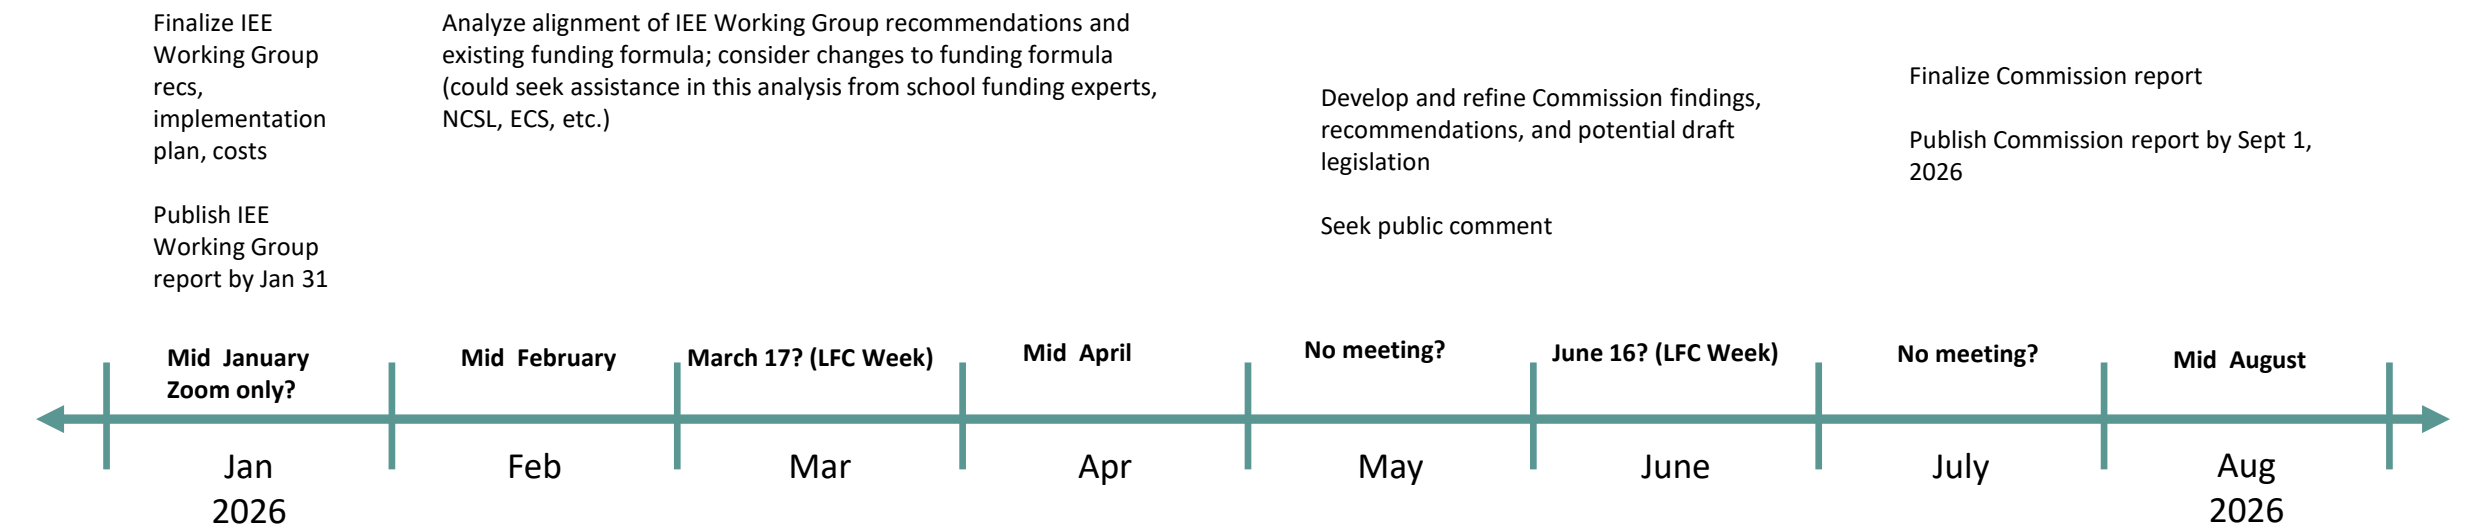 Finalize IEE
Working Group
recs,
implementation
plan, costs
Publish IEE
Working Group
report by Jan 31
Analyze alignment of IEE Working Group recommendations and
existing funding formula; consider changes to funding formula
(could seek assistance in this analysis from school funding experts,
NCSL, ECS, etc.)
Develop and refine Commission findings,
recommendations, and potential draft
legislation
Seek public comment
Finalize Commission report
Publish Commission report by Sept 1,
2026
Mid  January
Zoom only?
Mid  February
March 17? (LFC Week)
Mid  April
No meeting?
June 16? (LFC Week)
No meeting?
Mid  August
Jan
2026
Feb
Mar
Apr
May
June
July
Aug
2026